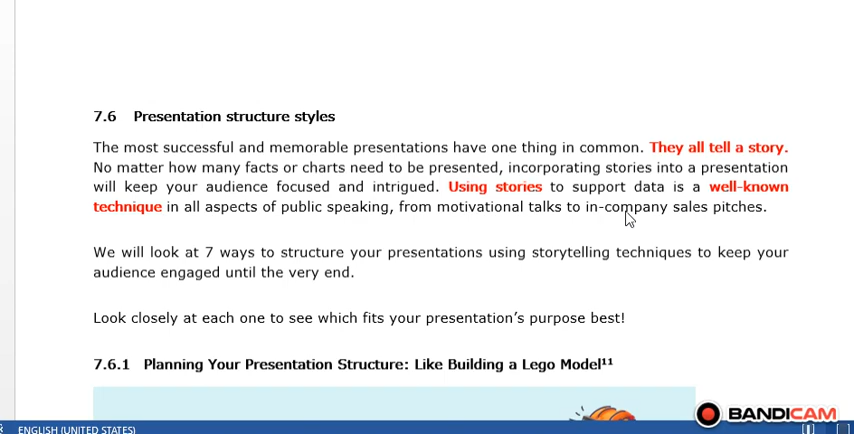 7.6 Presentation structure styles
The most successful and memorable presentations have one thing in common. They all tell a story.
No matter how many facts or charts need to be presented, incorporating stories into a presentation
will keep your audience focused and intrigued. Using stories to support data is a well-known
technique in all aspects of public speaking, from motivational talks to in-company sales pitches.
We will look at 7 ways to structure your presentations using storytelling techniques to keep your
audience engaged until the very end.
Look closely at each one to see which fits your presentation’s purpose best!
7.6.1 Planning Your Presentation Structure: Like Building a Lego Model¹¹
BANDICAM
ENGLISH (UNITED STATES)